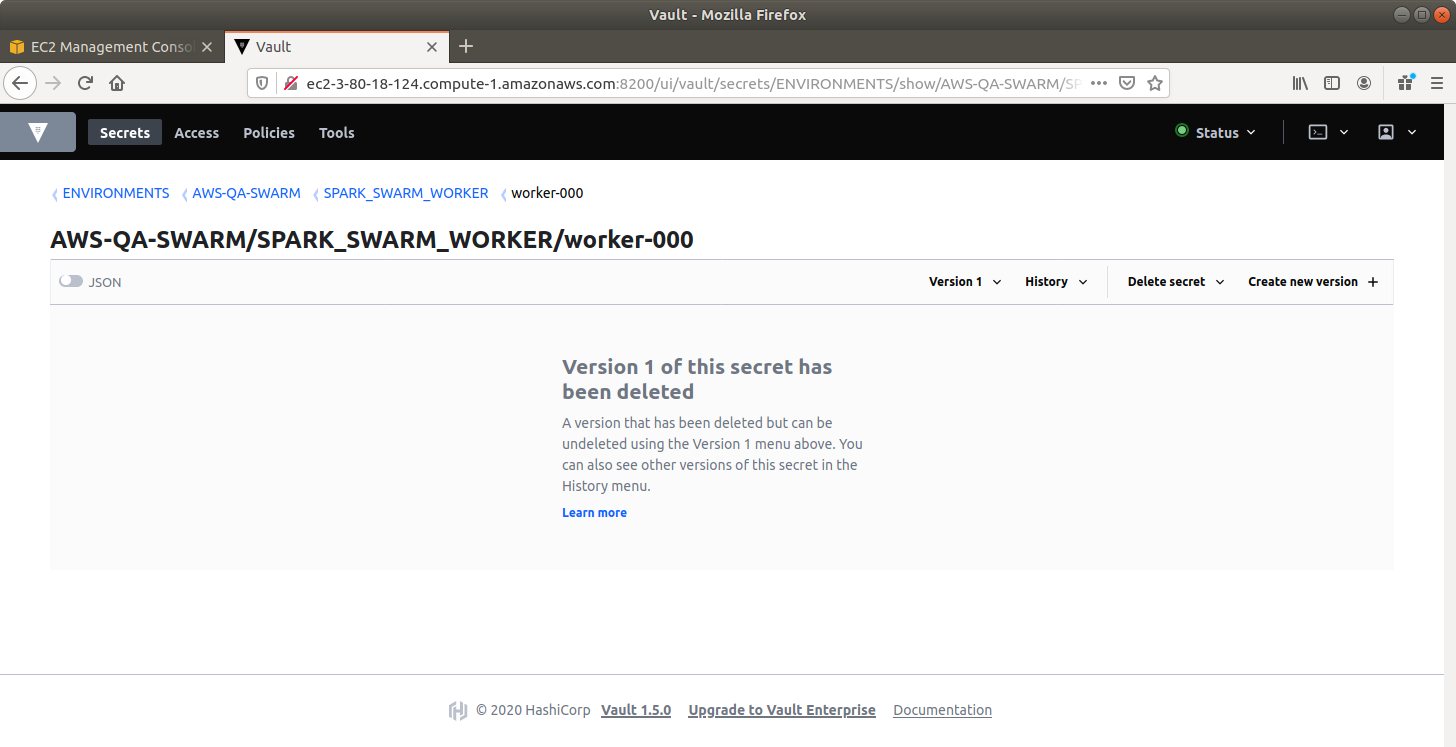 Vault - Mozilla Firefox
EC2 Management Conso
Vault
ec2-3-80-18-124.compute-1.amazonaws.com:8200/ui/vault/secrets/ENVIRONMENTS/show/AWS-QA-SWARM/SP
Secrets Access Policies Tools Status
ENVIRONMENTS AWS-QA-SWARM SPARK_SWARM_WORKER worker-000
AWS-QA-SWARM/SPARK_SWARM_WORKER/worker-000
JSON Version 1 History Delete secret Create new version
Version 1 of this secret has
been deleted
A version that has been deleted but can be
undeleted using the Version 1 menu above. You
can also see other versions of this secret in the
History menu.
Learn more
© 2020 HashiCorp Vault 1.5.0 Upgrade to Vault Enterprise Documentation